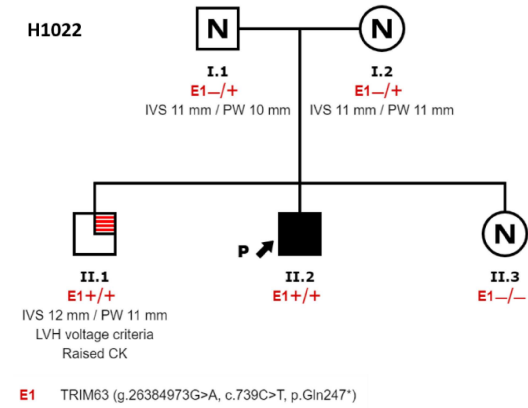 H1022
N
N
I.1
I.2
E1—/+
E1—/+
IVS 11 mm / PW 10 mm
IVS 11 mm / PW 11 mm
P
N
II.1
II.2
II.3
E1+/+
E1+/+
E1—/—
IVS 12 mm / PW 11 mm
LVH voltage criteria
Raised CK
E1 TRIM63 (g.26384973G>A, c.739C>T, p.Gln247*)